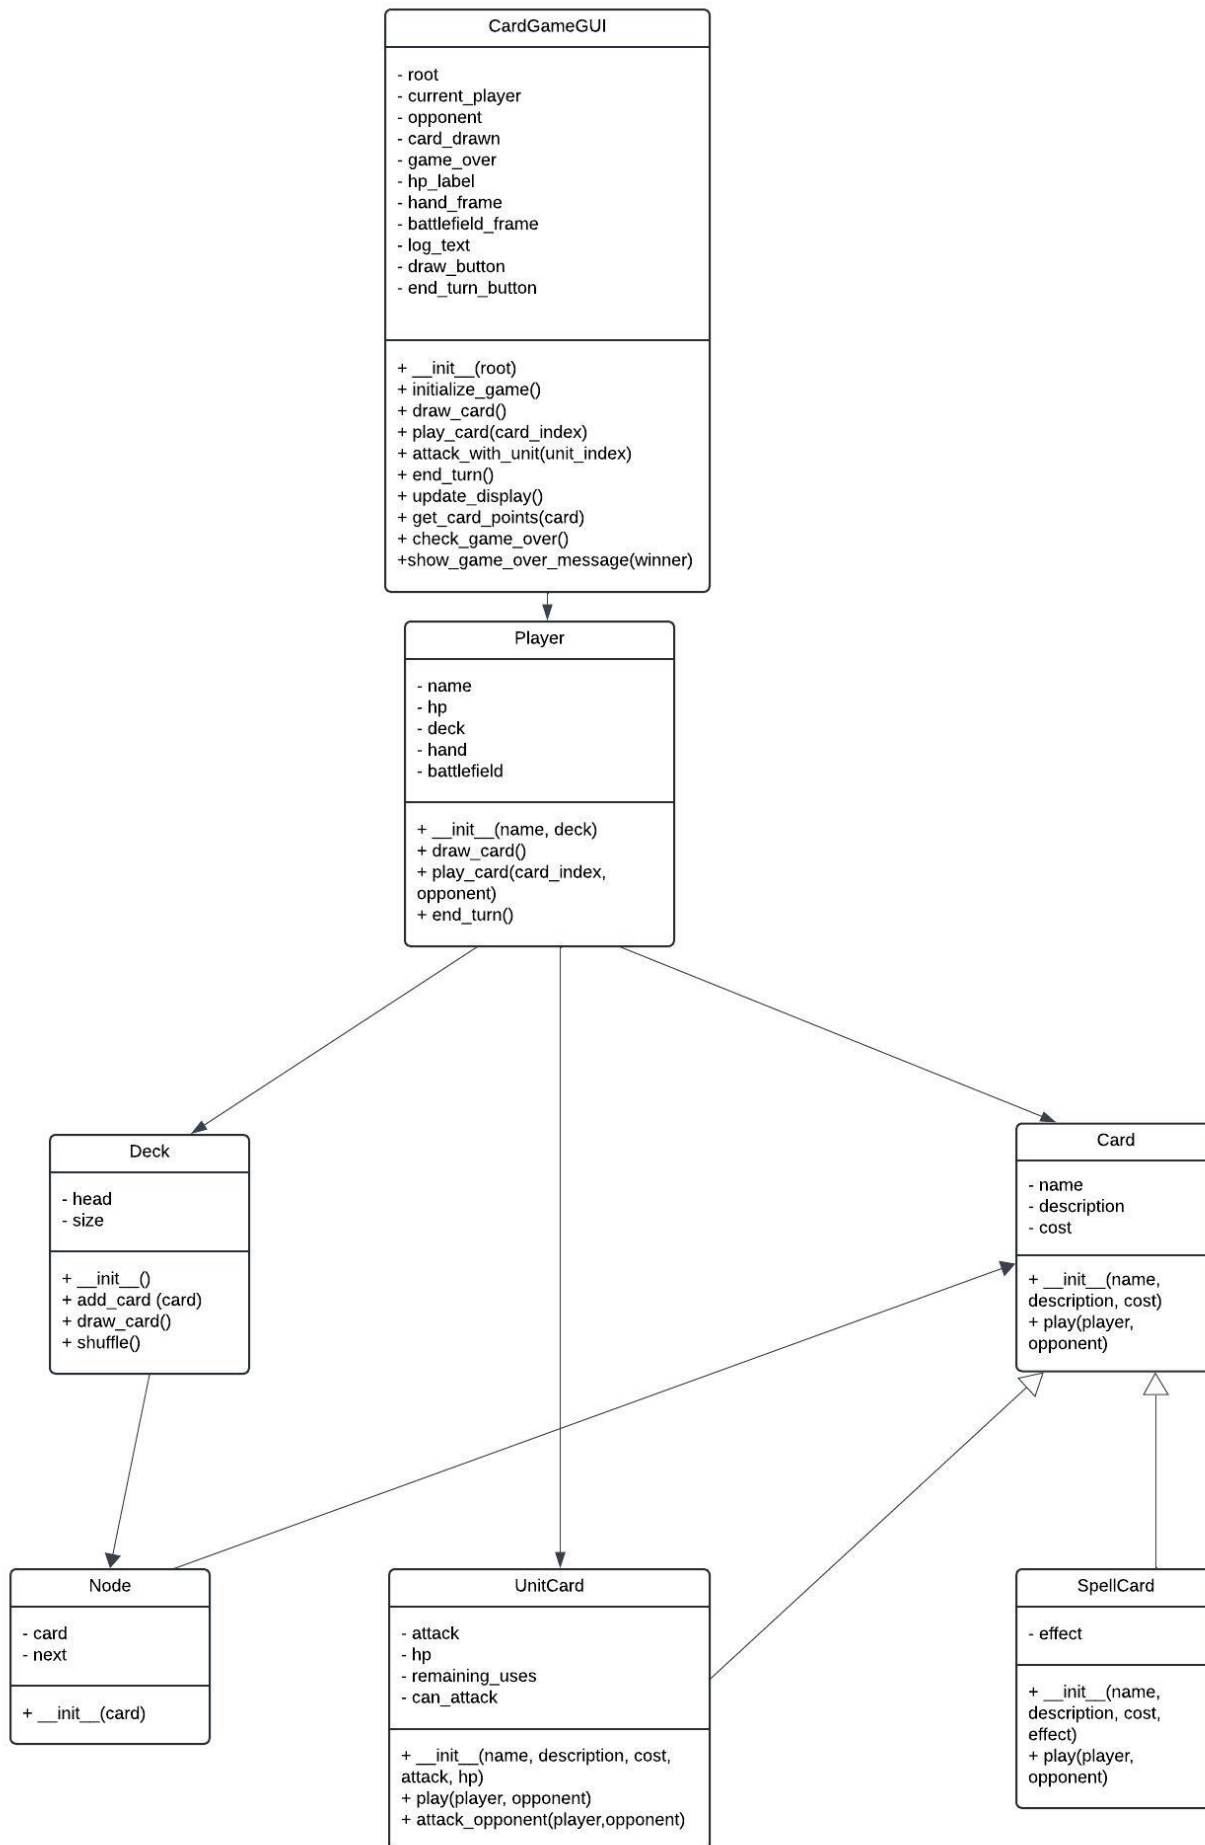 CardGameGUI
- root
- current_player
- opponent
- card_drawn
- game_over
- hp_label
- hand_frame
- battlefield_frame
- log_text
- draw_button
- end_turn_button
+ __init__(root)
+ initialize_game()
+ draw_card()
+ play_card(card_index)
+ attack_with_unit(unit_index)
+ end_turn()
+ update_display()
+ get_card_points(card)
+ check_game_over()
+show_game_over_message(winner)
Player
- name
- hp
- deck
- hand
- battlefield
+ __init__(name, deck)
+ draw_card()
+ play_card(card_index,
opponent)
+ end_turn()
Deck
- head
- size
+ __init__()
+ add_card (card)
+ draw_card()
+ shuffle()
Card
- name
- description
- cost
+ __init__(name,
description, cost)
+ play(player,
opponent)
Node
- card
- next
+ __init__(card)
UnitCard
- attack
- hp
- remaining_uses
- can_attack
+ __init__(name, description, cost,
attack, hp)
+ play(player, opponent)
+ attack_opponent(player,opponent)
SpellCard
- effect
+ __init__(name,
description, cost,
effect)
+ play(player,
opponent)